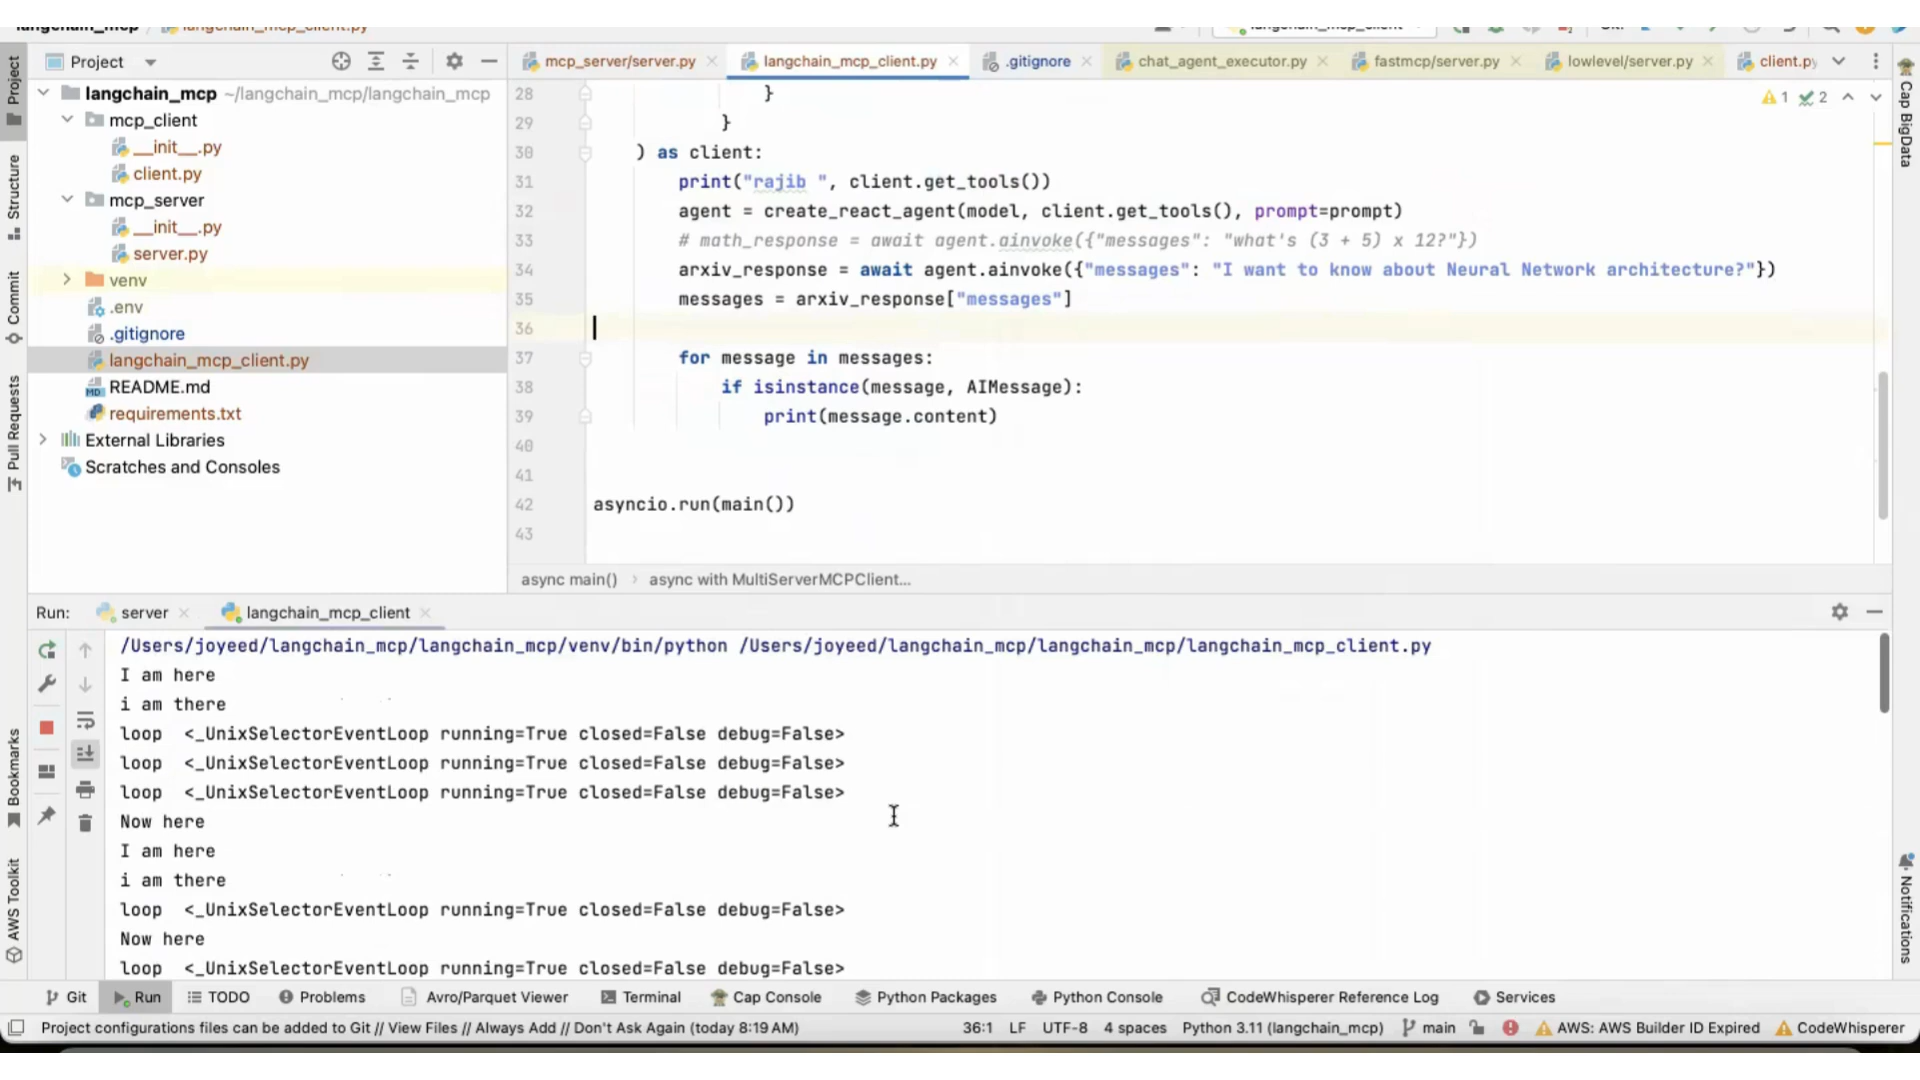 langchain_mcp langchain_mcp_client.py langchain_mcp_client
Project
mcp_server/server.py
langchain_mcp_client.py
.gitignore
chat_agent_executor.py
fastmcp/server.py
lowlevel/server.py
client.py
Project
Structure
Commit
Pull Requests
Bookmarks
AWS Toolkit
langchain_mcp ~/langchain_mcp/langchain_mcp
mcp_client
__init__.py
client.py
mcp_server
__init__.py
server.py
venv
.env
.gitignore
langchain_mcp_client.py
README.md
requirements.txt
External Libraries
Scratches and Consoles
28 }
29 }
30 ) as client:
31 print("rajib ", client.get_tools())
32 agent = create_react_agent(model, client.get_tools(), prompt=prompt)
33 # math_response = await agent.ainvoke({"messages": "what's (3 + 5) x 12?"})
34 arxiv_response = await agent.ainvoke({"messages": "I want to know about Neural Network architecture?"})
35 messages = arxiv_response["messages"]
36
37 for message in messages:
38 if isinstance(message, AIMessage):
39 print(message.content)
40
41
42 asyncio.run(main())
43
1 2
async main() › async with MultiServerMCPClient...
Cap BigData
Notifications
Run: server langchain_mcp_client
/Users/joyeed/langchain_mcp/langchain_mcp/venv/bin/python /Users/joyeed/langchain_mcp/langchain_mcp/langchain_mcp_client.py
I am here
i am there
loop <_UnixSelectorEventLoop running=True closed=False debug=False>
loop <_UnixSelectorEventLoop running=True closed=False debug=False>
loop <_UnixSelectorEventLoop running=True closed=False debug=False>
Now here
I am here
i am there
loop <_UnixSelectorEventLoop running=True closed=False debug=False>
Now here
loop <_UnixSelectorEventLoop running=True closed=False debug=False>
Git Run TODO Problems Avro/Parquet Viewer Terminal Cap Console Python Packages Python Console CodeWhisperer Reference Log Services
Project configurations files can be added to Git // View Files // Always Add // Don't Ask Again (today 8:19 AM) 36:1 LF UTF-8 4 spaces Python 3.11 (langchain_mcp) main AWS: AWS Builder ID Expired CodeWhisperer